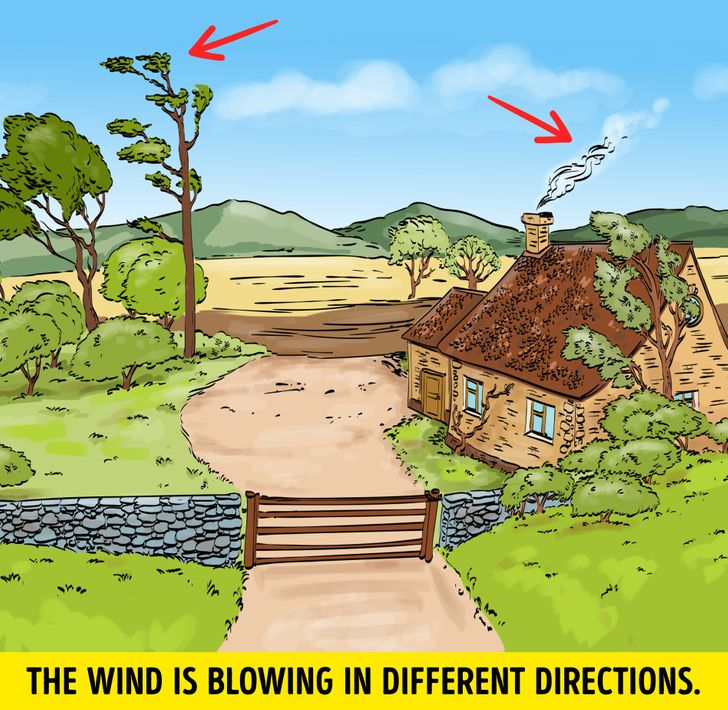 THE WIND IS BLOWING IN DIFFERENT DIRECTIONS.